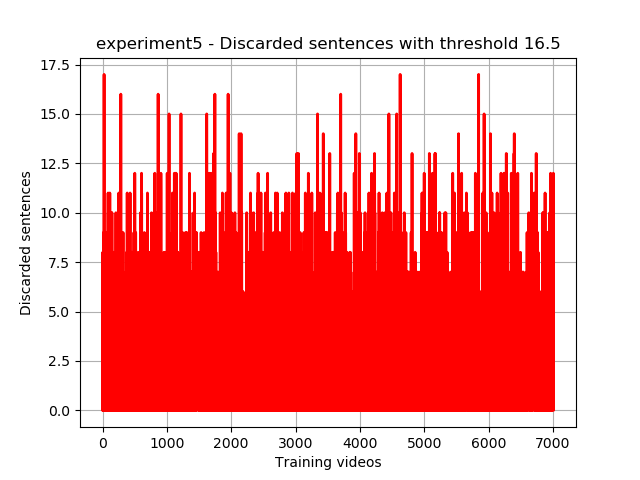 experiment5 - Discarded sentences with threshold 16.5
17.5
15.0
12.5
10.0
7.5
5.0
2.5
0.0
Discarded sentences
0 1000 2000 3000 4000 5000 6000 7000
Training videos